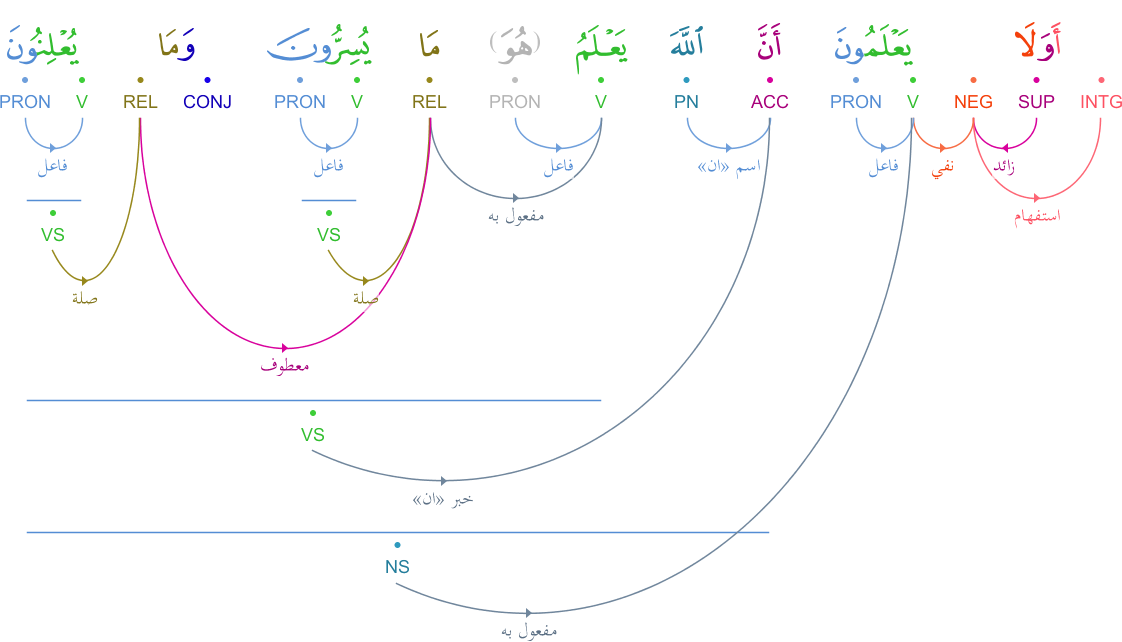 أَوَلَا يَعْلَمُونَ أَنَّ ٱللَّهَ يَعْلَمُ (هُوَ) مَا يُسِرُّونَ وَمَا يُعْلِنُونَ
INTG SUP NEG V PRON ACC PN V PRON REL V PRON CONJ REL V PRON
زائد نفي فاعل اسم «ان» فاعل فاعل فاعل
استفهام مفعول به
VS VS
صلة صلة
معطوف
VS
خبر «ان»
NS
مفعول به